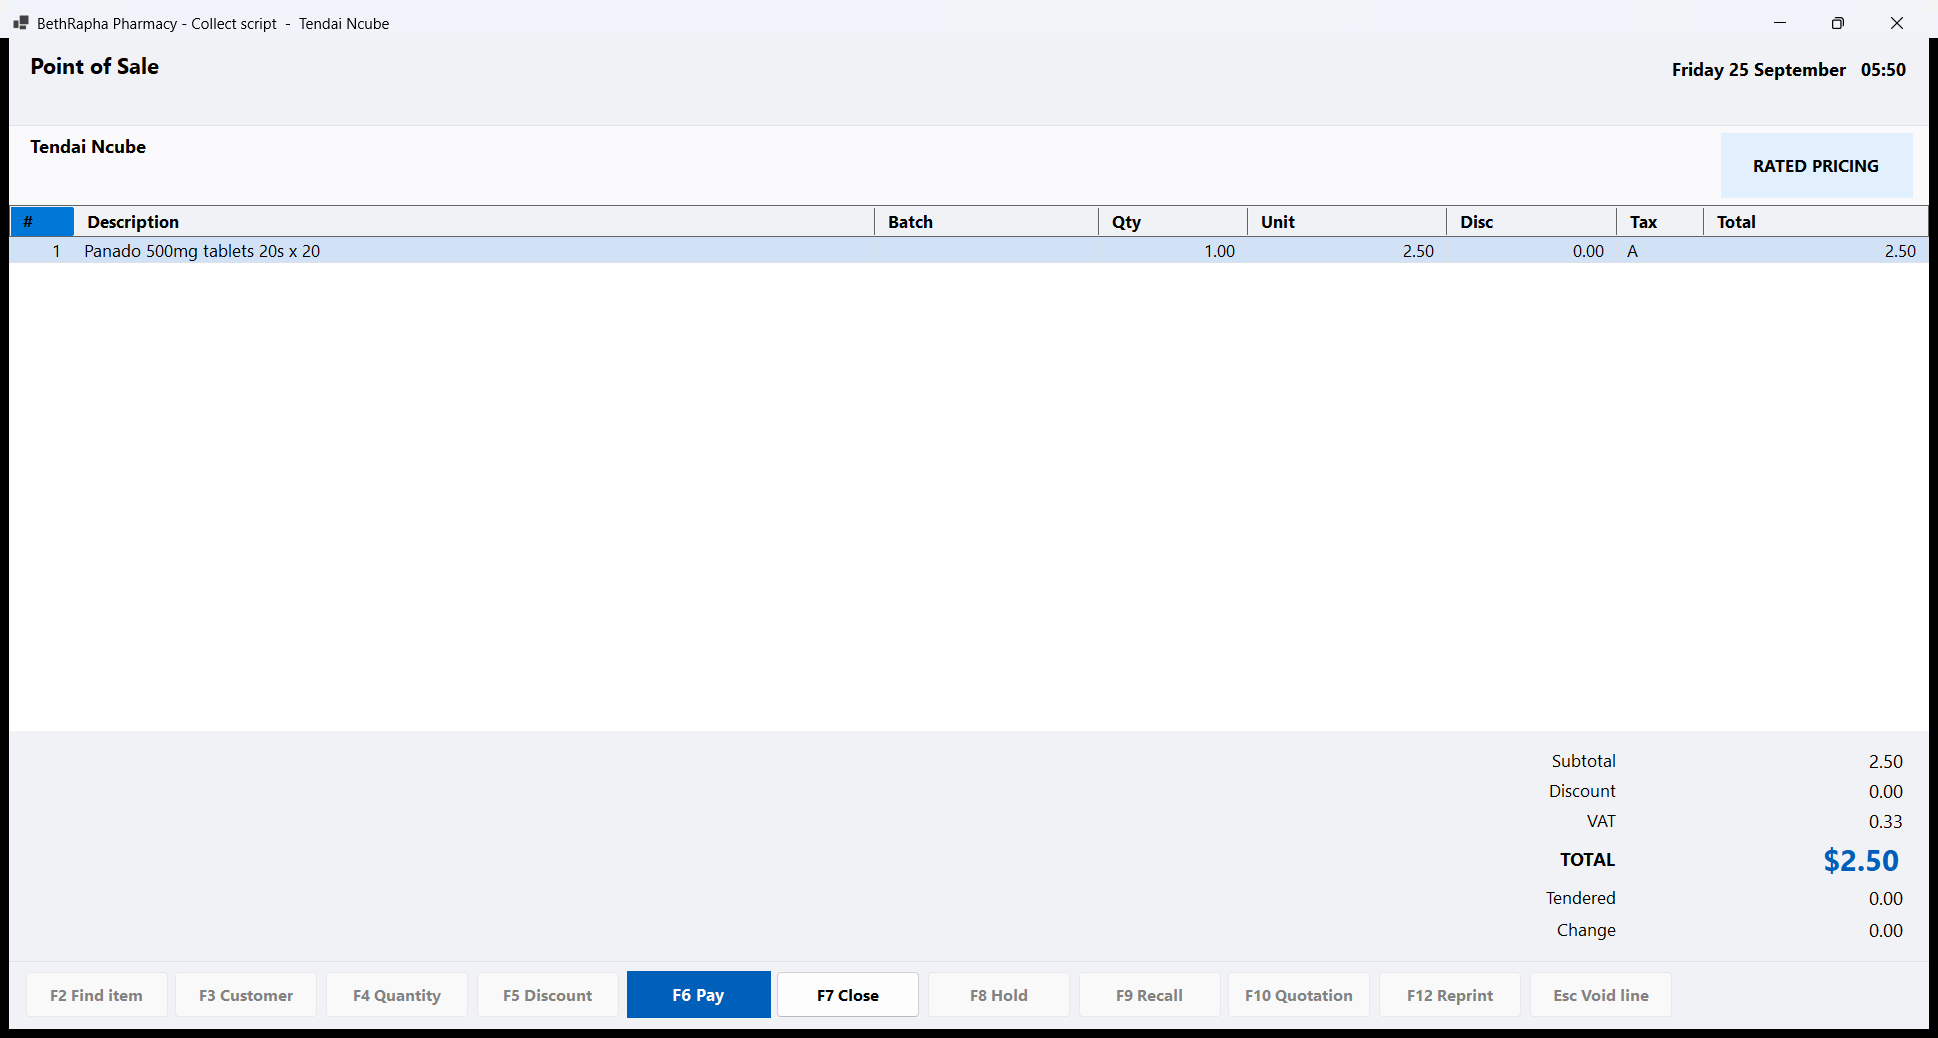 BethRapha Pharmacy - Collect script  -  Tendai Ncube
Point of Sale
Friday 25 September   05:50
Tendai Ncube
RATED PRICING
# Description Batch Qty Unit Disc Tax Total
1 Panado 500mg tablets 20s x 20 1.00 2.50 0.00 A 2.50
Subtotal 2.50
Discount 0.00
VAT 0.33
TOTAL $2.50
Tendered 0.00
Change 0.00
F2 Find item F3 Customer F4 Quantity F5 Discount F6 Pay F7 Close F8 Hold F9 Recall F10 Quotation F12 Reprint Esc Void line